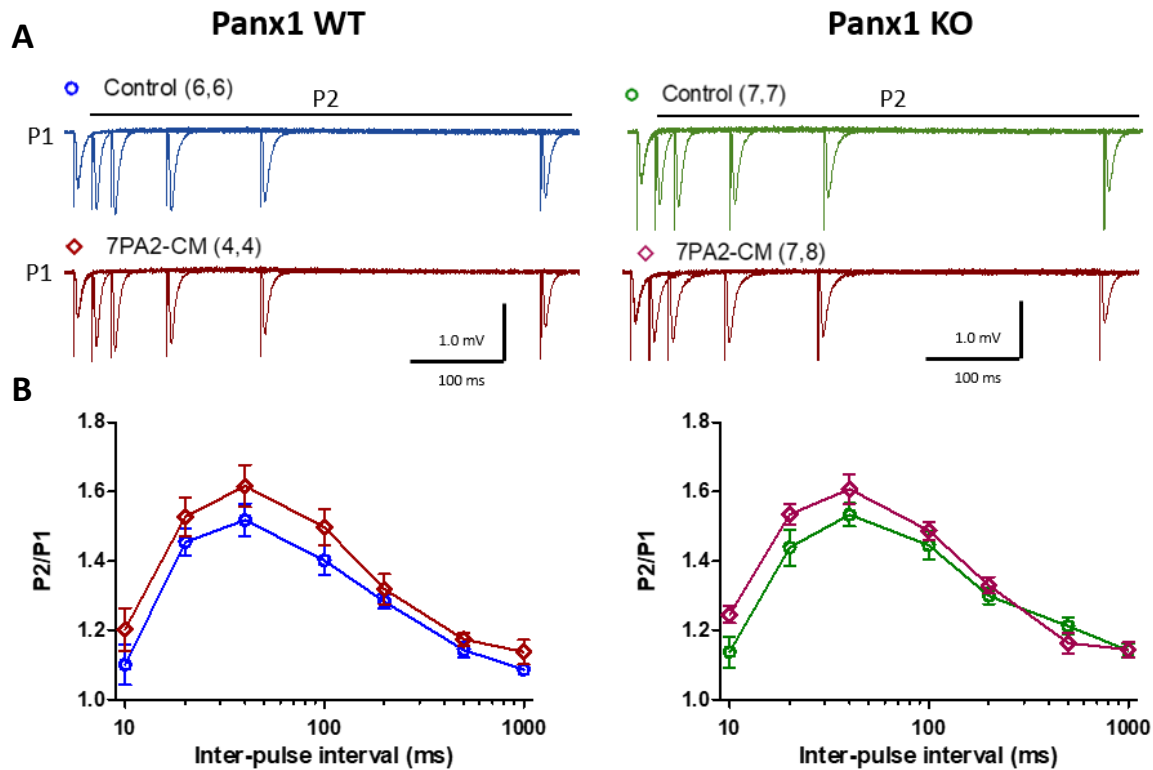 Panx1 WT
Panx1 KO
A
Control (6,6)
P2
P1
7PA2-CM (4,4)
P1
1.0 mV
100 ms
Control (7,7)
P2
7PA2-CM (7,8)
1.0 mV
100 ms
B
P2/P1
1.8
1.6
1.4
1.2
1.0
10
100
1000
Inter-pulse interval (ms)
P2/P1
1.8
1.6
1.4
1.2
1.0
10
100
1000
Inter-pulse interval (ms)